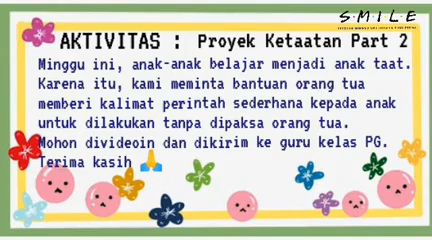 S.M.I.L.E
AKTIVITAS : Proyek Ketaatan Part 2
Minggu ini, anak-anak belajar menjadi anak taat.
Karena itu, kami meminta bantuan orang tua
memberi kalimat perintah sederhana kepada anak
untuk dilakukan tanpa dipaksa orang tua.
Mohon divideoin dan dikirim ke guru kelas PG.
Terima kasih 🙏